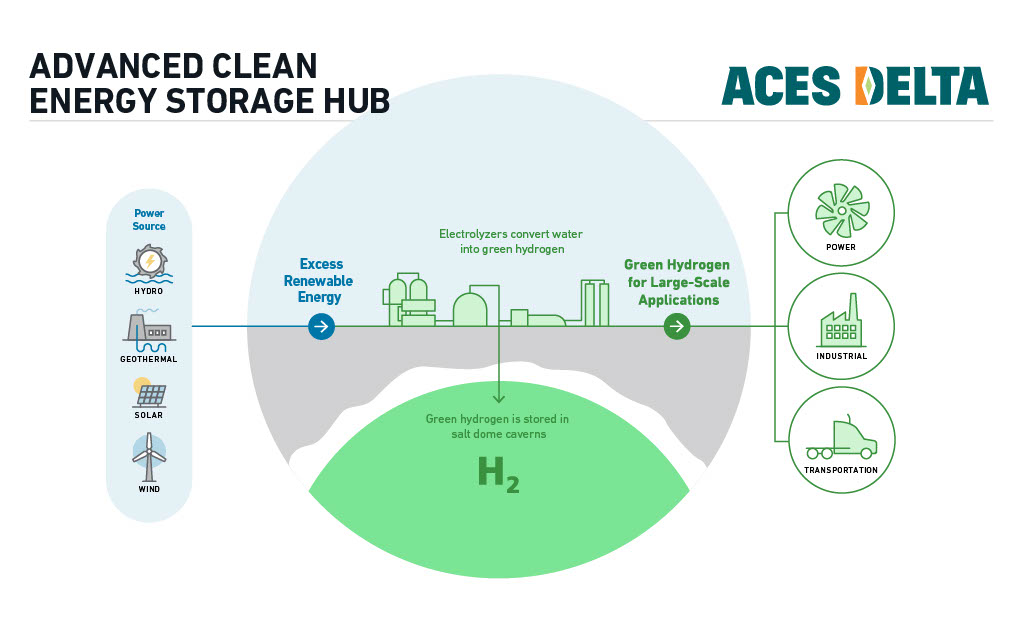 ADVANCED CLEAN
ENERGY STORAGE HUB
ACES DELTA
Power
Source
HYDRO
GEOTHERMAL
SOLAR
WIND
Excess
Renewable
Energy
Electrolyzers convert water
into green hydrogen
Green Hydrogen
for Large-Scale
Applications
Green hydrogen is stored in
salt dome caverns
H₂
POWER
INDUSTRIAL
TRANSPORTATION